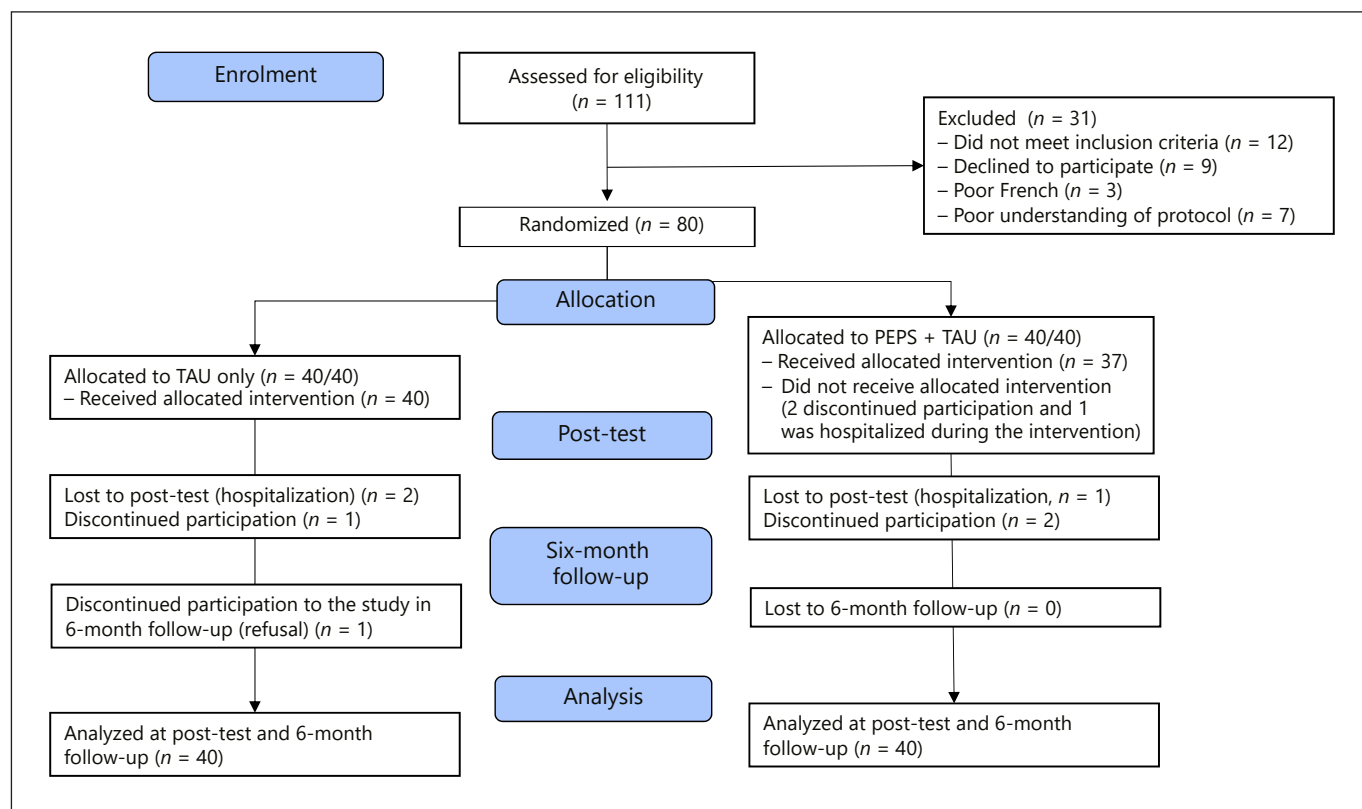 Enrolment
Assessed for eligibility
(n = 111)
Excluded (n = 31)
– Did not meet inclusion criteria (n = 12)
– Declined to participate (n = 9)
– Poor French (n = 3)
– Poor understanding of protocol (n = 7)
Randomized (n = 80)
Allocation
Allocated to TAU only (n = 40/40)
– Received allocated intervention (n = 40)
Allocated to PEPS + TAU (n = 40/40)
– Received allocated intervention (n = 37)
– Did not receive allocated intervention
(2 discontinued participation and 1
was hospitalized during the intervention)
Post-test
Lost to post-test (hospitalization) (n = 2)
Discontinued participation (n = 1)
Lost to post-test (hospitalization, n = 1)
Discontinued participation (n = 2)
Six-month
follow-up
Discontinued participation to the study in
6-month follow-up (refusal) (n = 1)
Lost to 6-month follow-up (n = 0)
Analysis
Analyzed at post-test and 6-month
follow-up (n = 40)
Analyzed at post-test and 6-month
follow-up (n = 40)